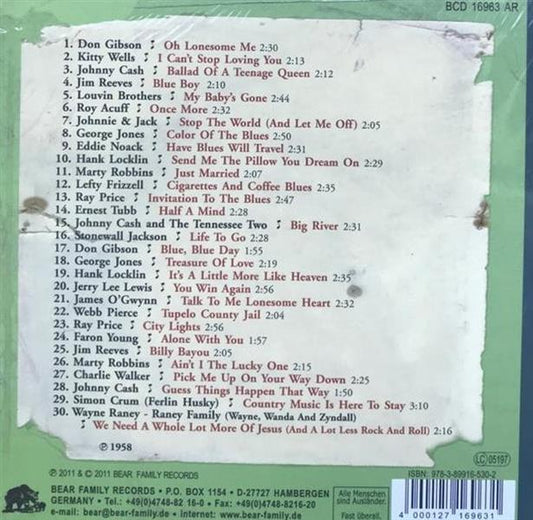 BCD 16963 AR
1. Don Gibson : Oh Lonesome Me 2:30
2. Kitty Wells : I Can't Stop Loving You 2:13
3. Johnny Cash : Ballad Of A Teenage Queen 2:12
4. Jim Reeves : Blue Boy 2:10
5. Louvin Brothers : My Baby's Gone 2:44
6. Roy Acuff : Once More 2:32
7. Johnnie & Jack : Stop The World (And Let Me Off) 2:05
8. George Jones : Color Of The Blues 2:50
9. Eddie Noack : Have Blues Will Travel 2:31
10. Hank Locklin : Send Me The Pillow You Dream On 2:29
11. Marty Robbins : Just Married 2:07
12. Lefty Frizzell : Cigarettes And Coffee Blues 2:35
13. Ray Price : Invitation To The Blues 2:47
14. Ernest Tubb : Half A Mind 2:28
15. Johnny Cash and The Tennessee Two : Big River 2:31
16. Stonewall Jackson : Life To Go 2:28
17. Don Gibson : Blue, Blue Day 1:55
18. George Jones : Treasure Of Love 2:19
19. Hank Locklin : It's A Little More Like Heaven 2:35
20. Jerry Lee Lewis : You Win Again 2:56
21. James O'Gwynn : Talk To Me Lonesome Heart 2:32
22. Webb Pierce : Tupelo County Jail 2:04
23. Ray Price : City Lights 2:56
24. Faron Young : Alone With You 1:57
25. Jim Reeves : Billy Bayou 2:05
26. Marty Robbins : Ain't I The Lucky One 2:15
27. Charlie Walker : Pick Me Up On Your Way Down 2:25
28. Johnny Cash : Guess Things Happen That Way 1:50
29. Simon Crum (Ferlin Husky) : Country Music Is Here To Stay 3:10
30. Wayne Raney - Raney Family (Wayne, Wanda And Zyndall)
: We Need A Whole Lot More Of Jesus (And A Lot Less Rock And Roll) 2:16
℗ 1958
LC 05197
℗ 2011 & © 2011 BEAR FAMILY RECORDS
ISBN: 978-3-89916-530-2
BEAR FAMILY RECORDS • P.O. BOX 1154 • D-27727 HAMBERGEN
GERMANY • Tel.: +49(0)4748-82 16-0 • Fax: +49(0)4748-8216-20
e-mail: bear@bear-family.de • internet: www.bear-family.de
Alle Menschen
sind Ausländer.
Fast überall.
4 000127 169631